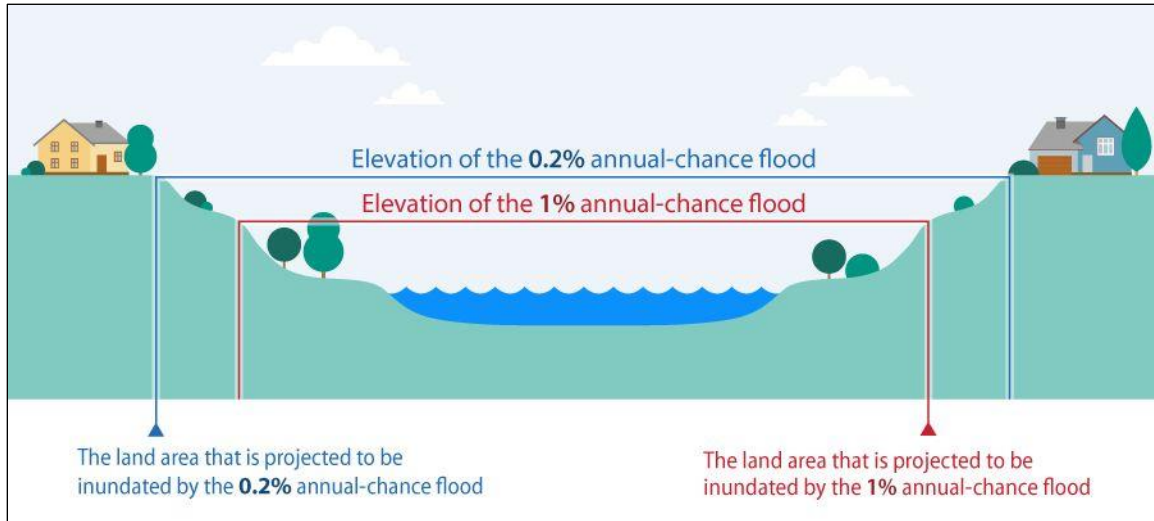 Elevation of the 0.2% annual-chance flood
Elevation of the 1% annual-chance flood
The land area that is projected to be
inundated by the 0.2% annual-chance flood
The land area that is projected to be
inundated by the 1% annual-chance flood